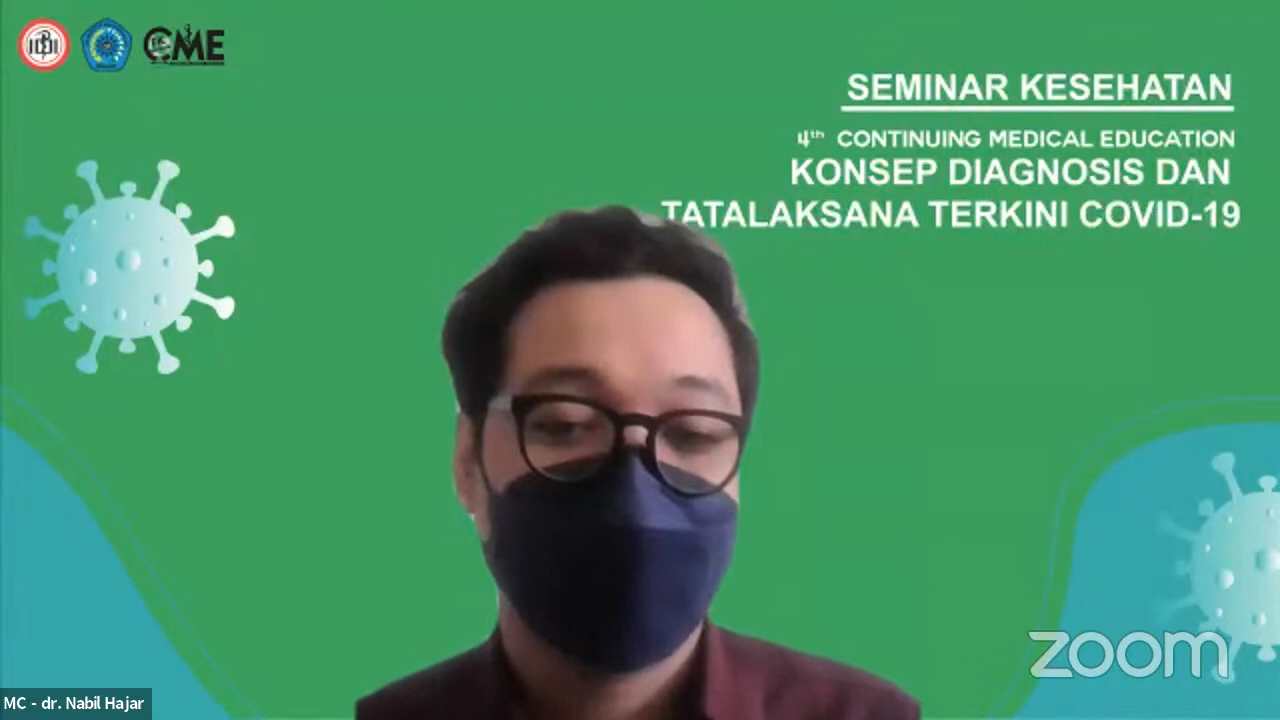 IDI
CME
SEMINAR KESEHATAN
4th CONTINUING MEDICAL EDUCATION
KONSEP DIAGNOSIS DAN
TATALAKSANA TERKINI COVID-19
zoom
MC - dr. Nabil Hajar